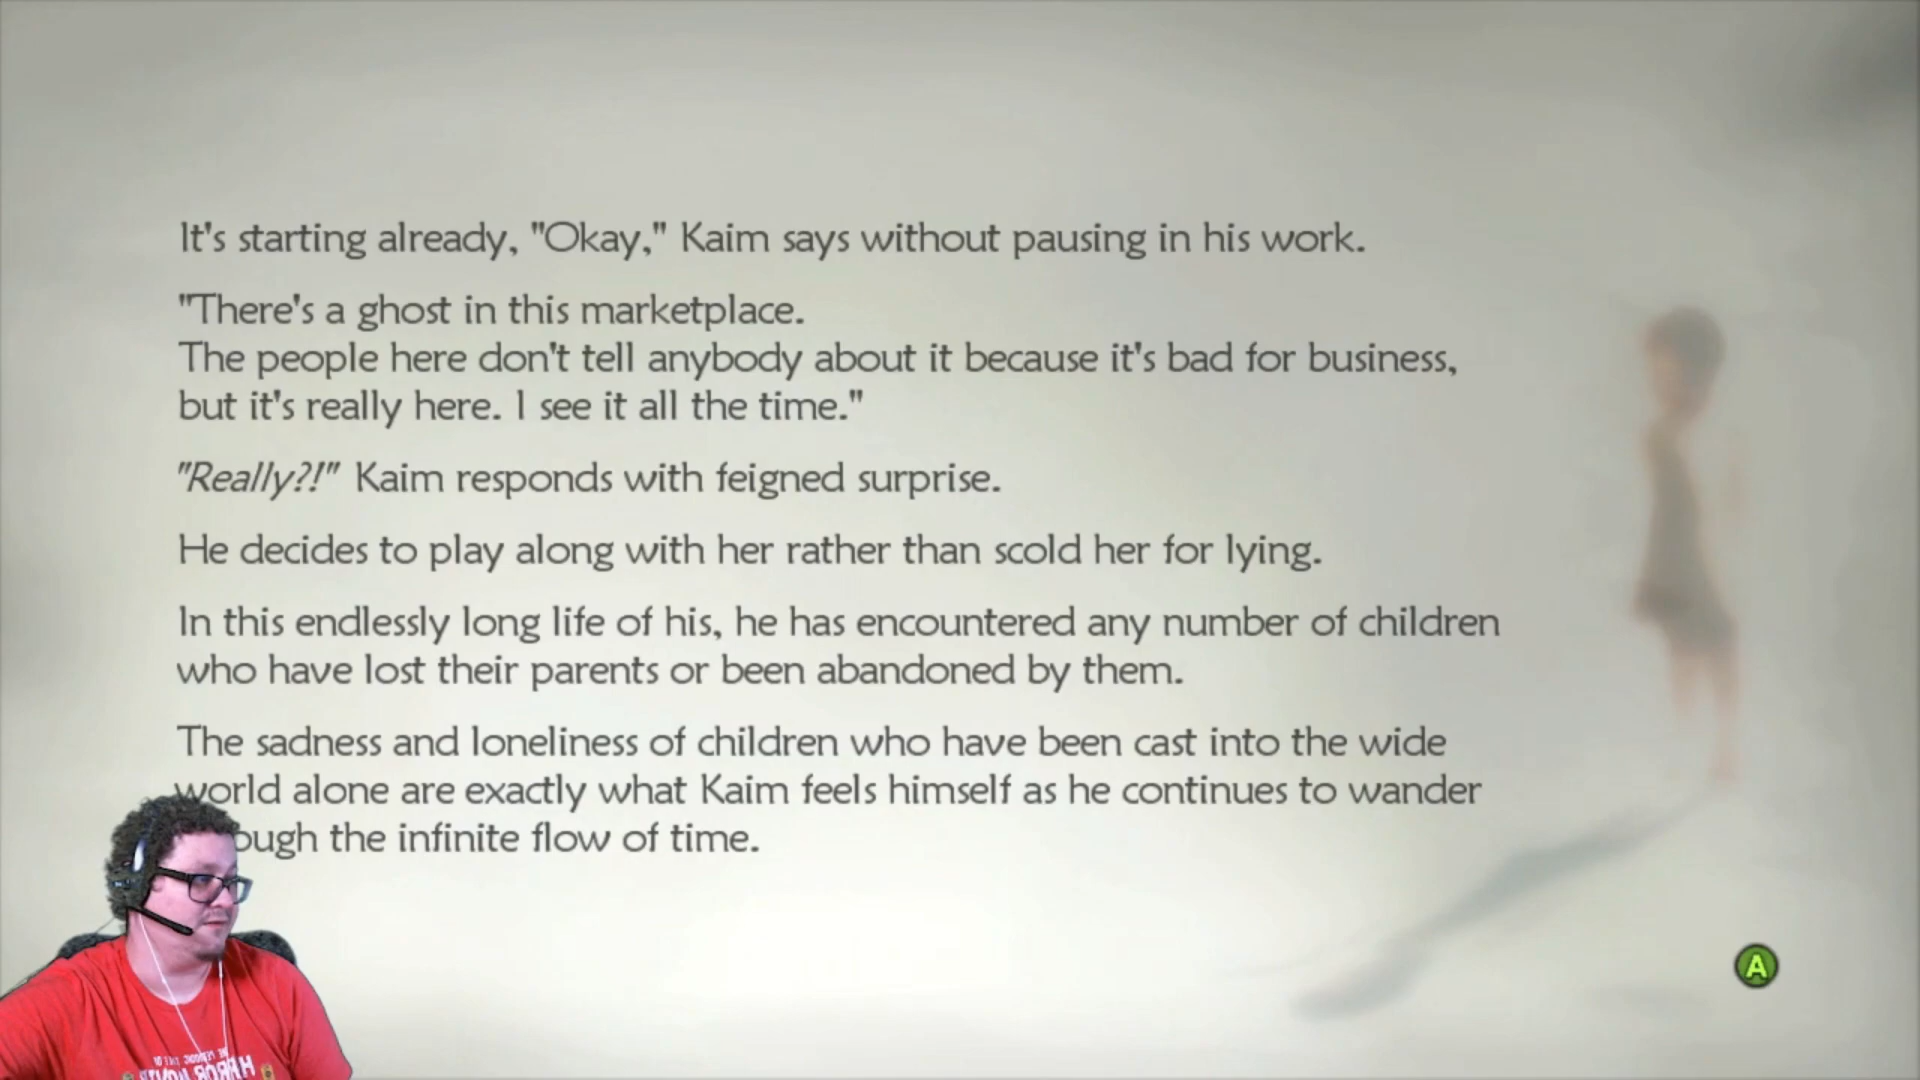 It's starting already, "Okay," Kaim says without pausing in his work.
"There's a ghost in this marketplace.
The people here don't tell anybody about it because it's bad for business,
but it's really here. I see it all the time."
"Really?!" Kaim responds with feigned surprise.
He decides to play along with her rather than scold her for lying.
In this endlessly long life of his, he has encountered any number of children
who have lost their parents or been abandoned by them.
The sadness and loneliness of children who have been cast into the wide
world alone are exactly what Kaim feels himself as he continues to wander
ough the infinite flow of time.
A